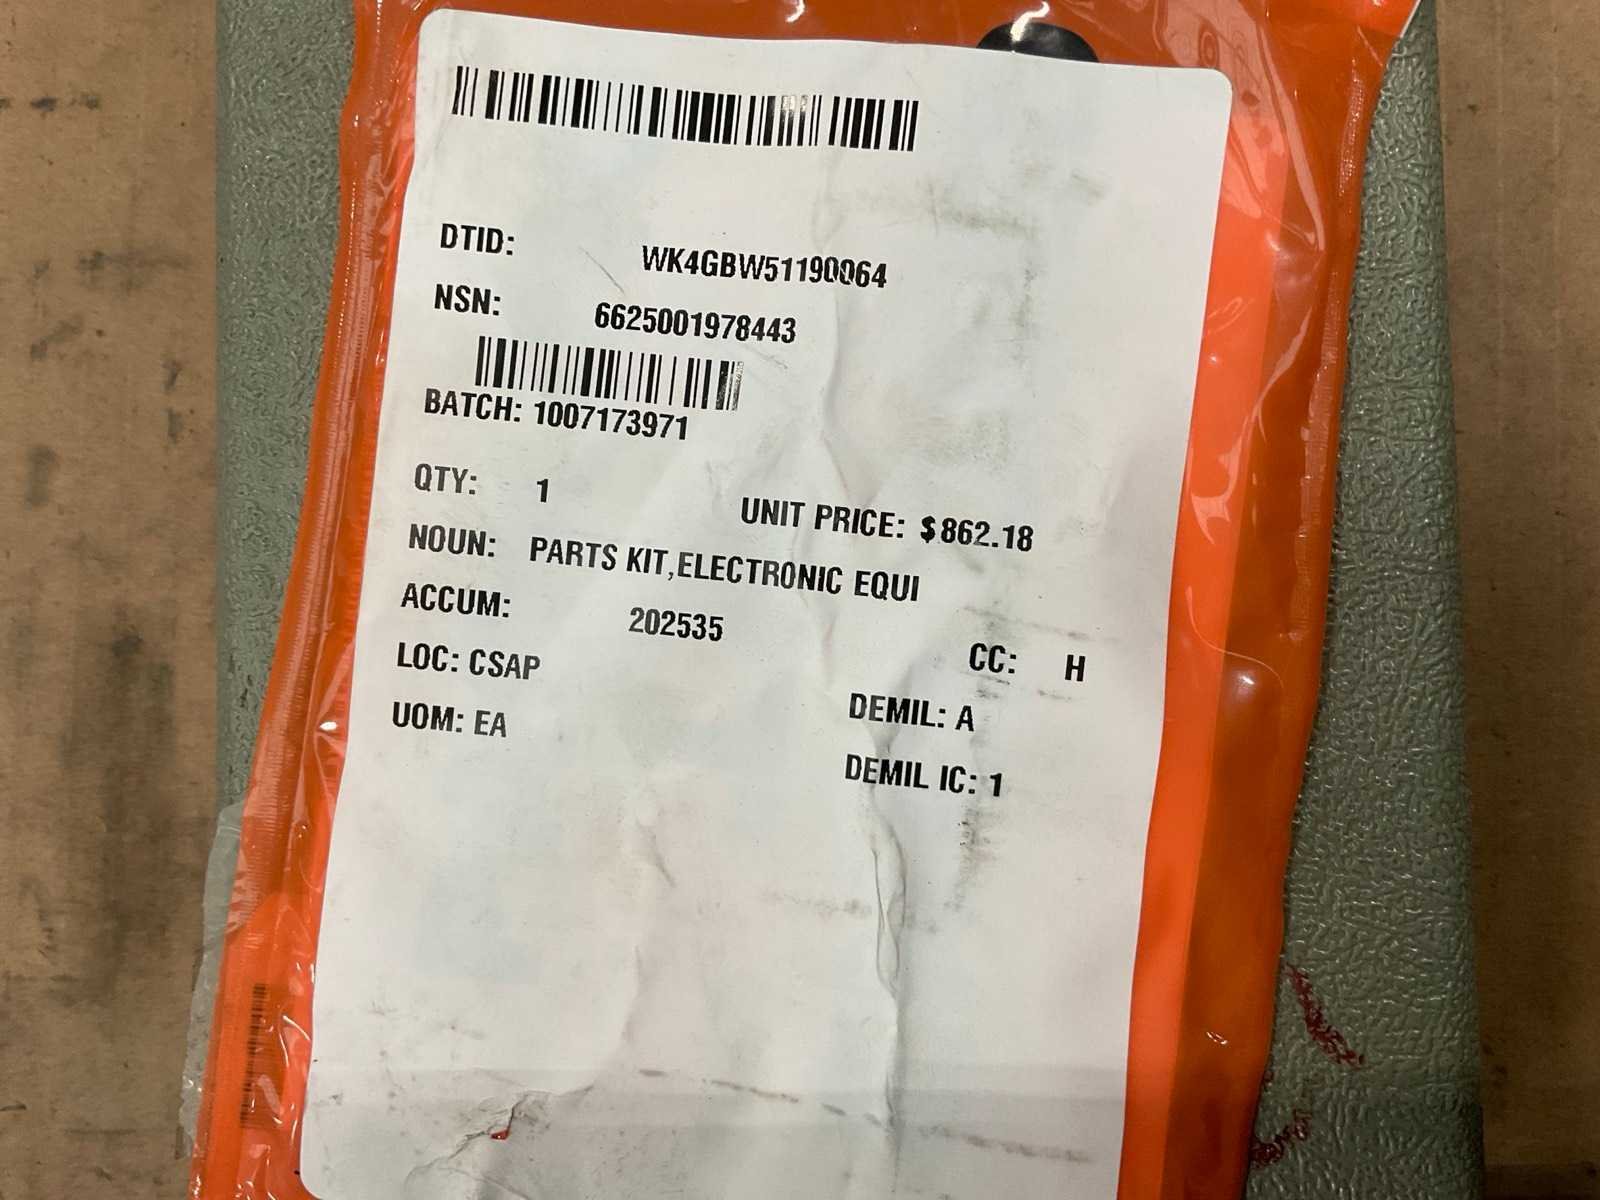 DTID: WK4GBW51190064
NSN: 6625001978443
BATCH: 1007173971
QTY: 1 UNIT PRICE: $862.18
NOUN: PARTS KIT,ELECTRONIC EQUI
ACCUM: 202535
CC: H
LOC: CSAP
DEMIL: A
UOM: EA
DEMIL IC: 1